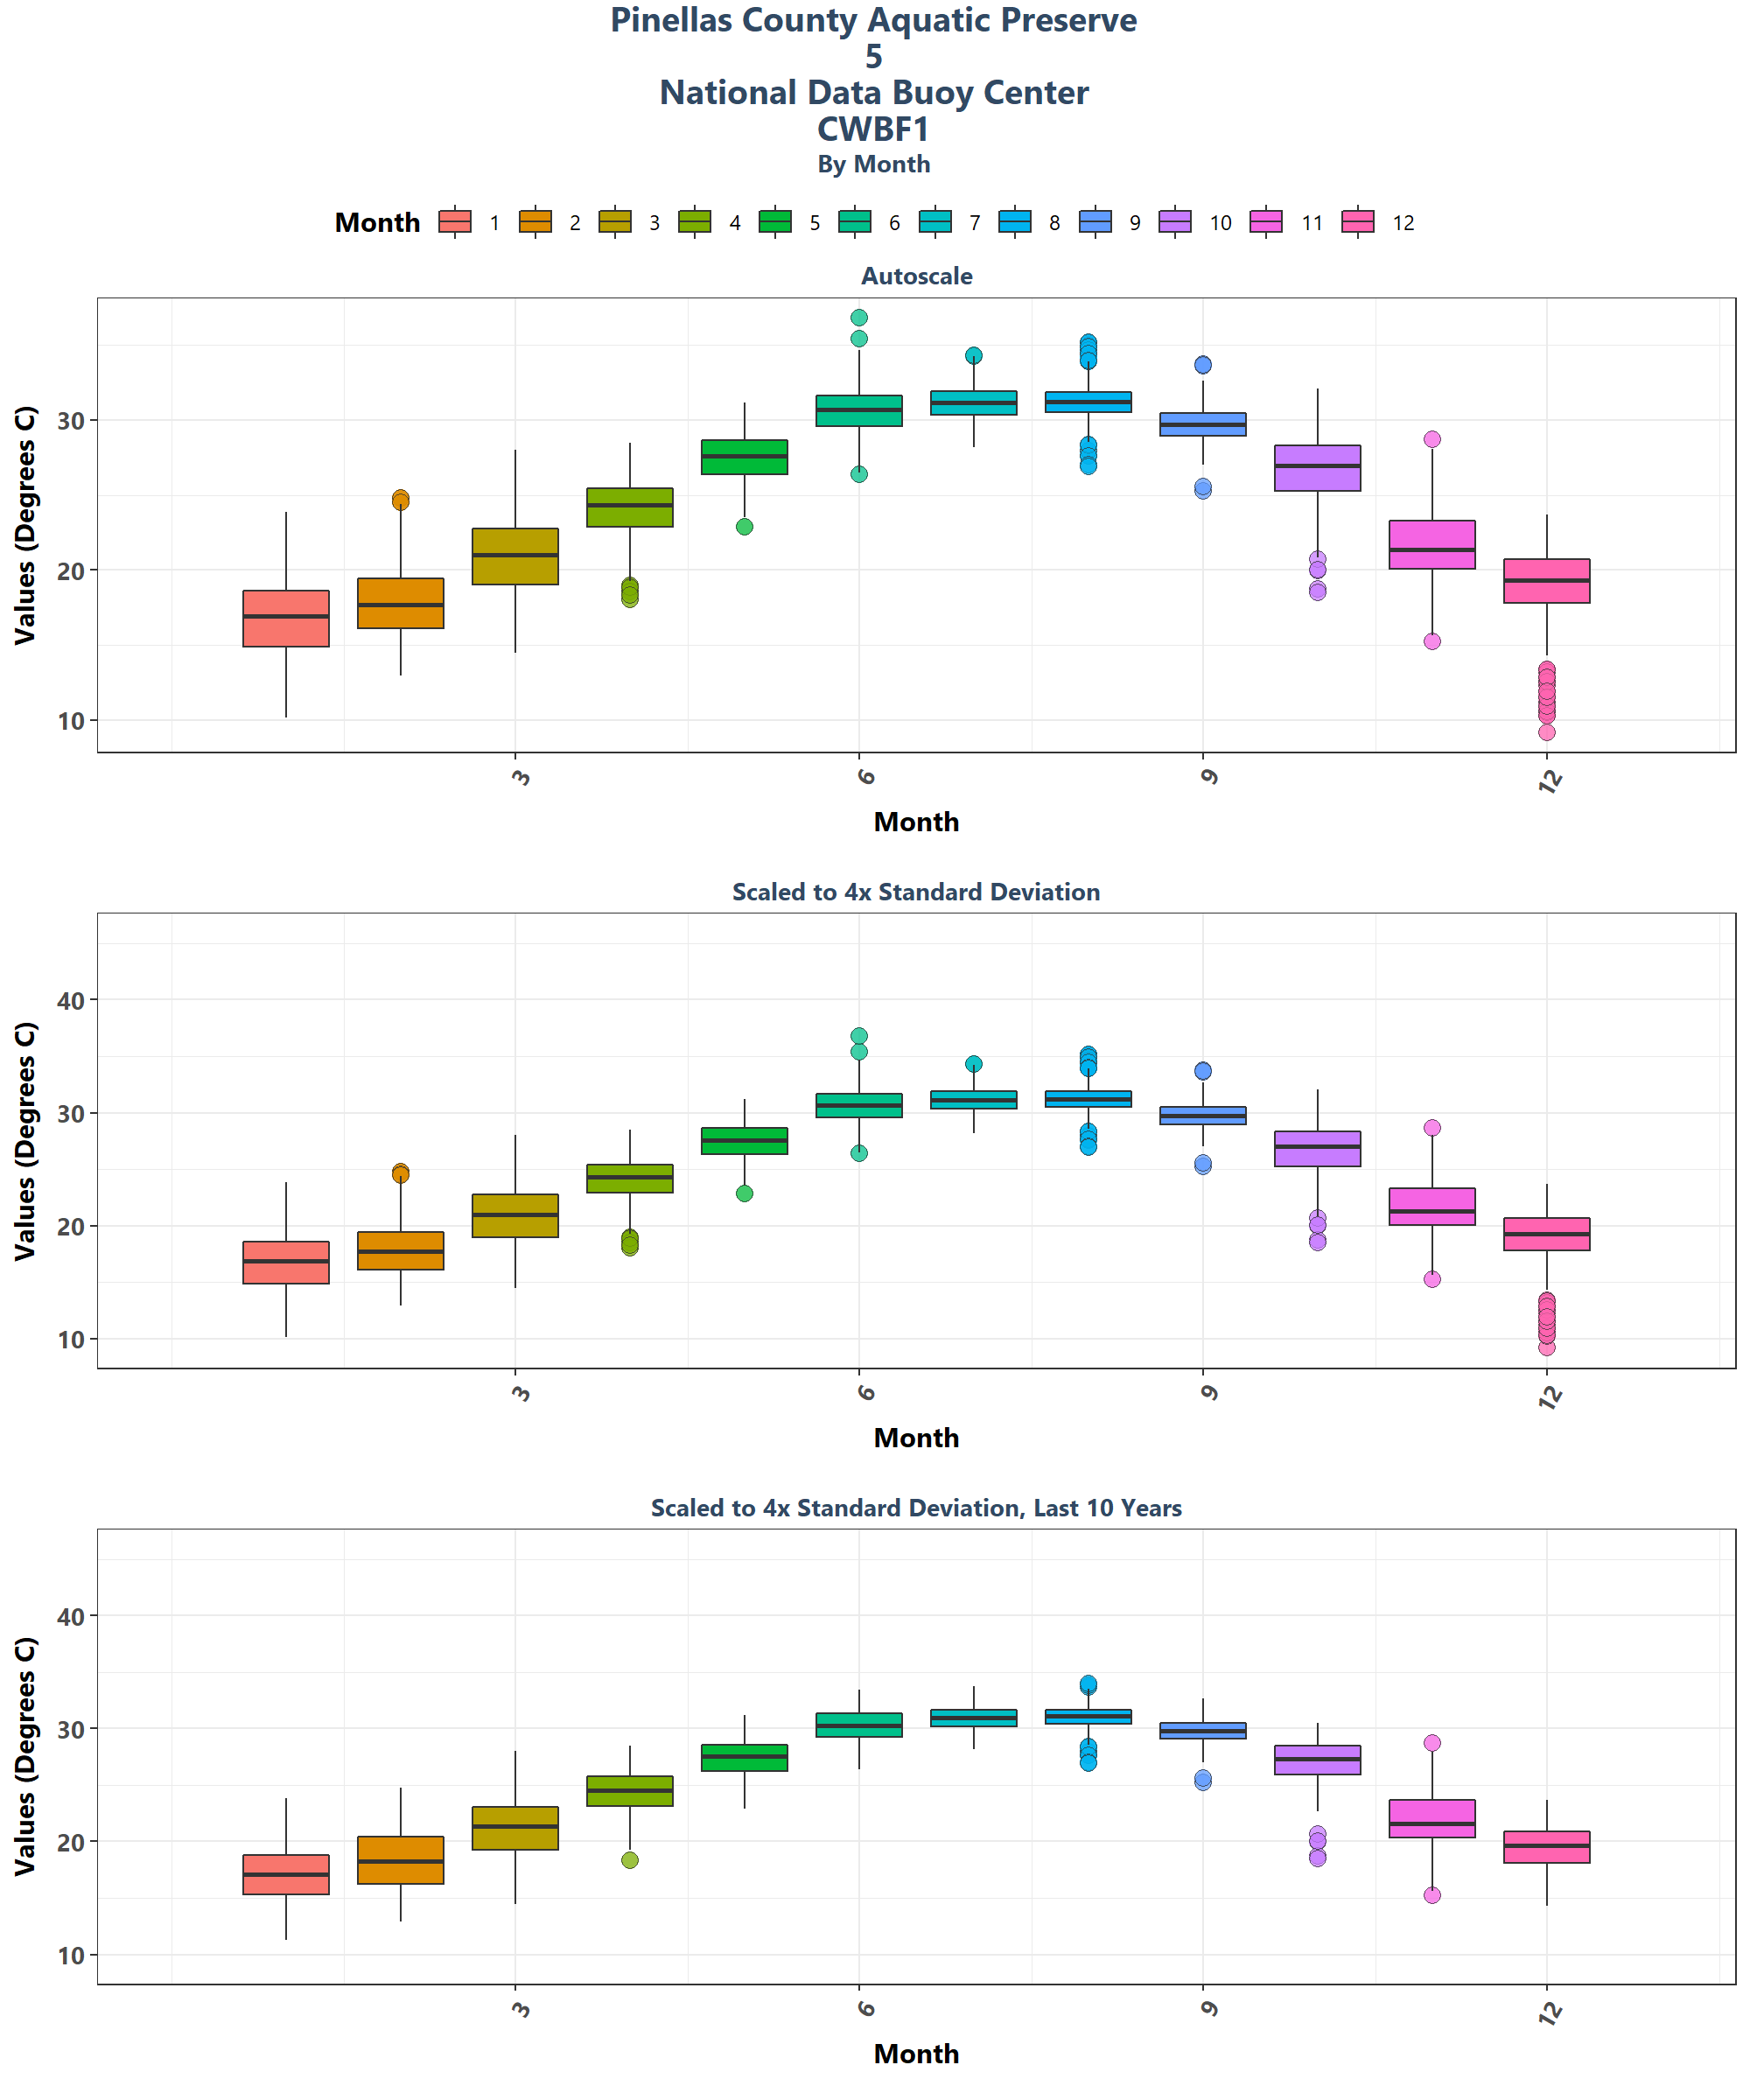 Pinellas County Aquatic Preserve
5
National Data Buoy Center
CWBF1
By Month
Month 1 2 3 4 5 6 7 8 9 10 11 12
Autoscale
Values (Degrees C)
30
20
10
3 6 9 12
Month
Scaled to 4x Standard Deviation
Values (Degrees C)
40
30
20
10
3 6 9 12
Month
Scaled to 4x Standard Deviation, Last 10 Years
Values (Degrees C)
40
30
20
10
3 6 9 12
Month